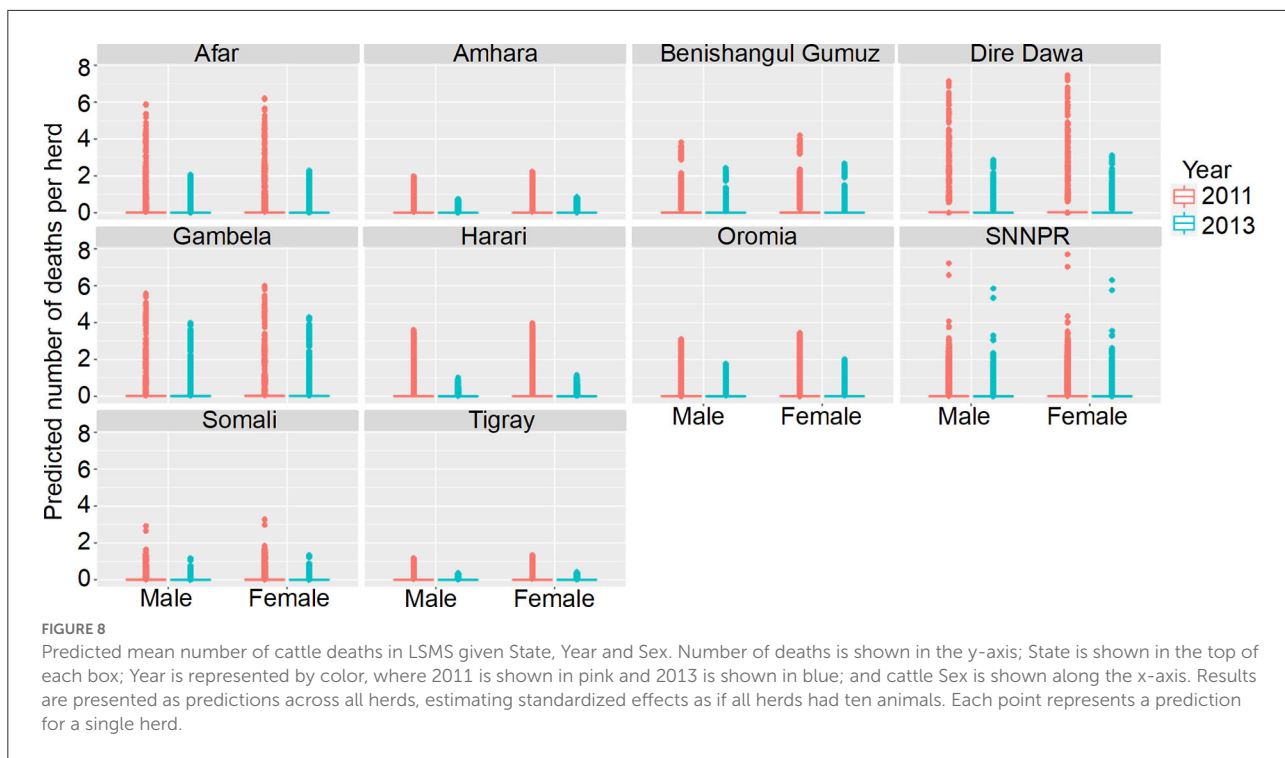 Afar Amhara Benishangul Gumuz Dire Dawa
8
6
4
2
0
Year
2011
2013
Predicted number of deaths per herd
Gambela Harari Oromia SNNPR
8
6
4
2
0
Male Female Male Female
Somali Tigray
8
6
4
2
0
Male Female Male Female
FIGURE 8
Predicted mean number of cattle deaths in LSMS given State, Year and Sex. Number of deaths is shown in the y-axis; State is shown in the top of
each box; Year is represented by color, where 2011 is shown in pink and 2013 is shown in blue; and cattle Sex is shown along the x-axis. Results
are presented as predictions across all herds, estimating standardized effects as if all herds had ten animals. Each point represents a prediction
for a single herd.